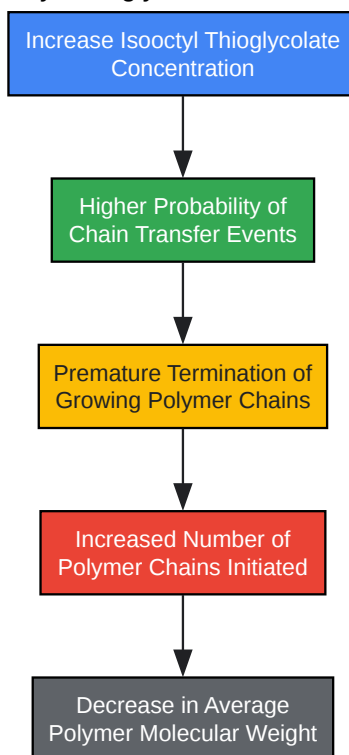 Increase Isooctyl Thioglycolate
Concentration
Higher Probability of
Chain Transfer Events
Premature Termination of
Growing Polymer Chains
Increased Number of
Polymer Chains Initiated
Decrease in Average
Polymer Molecular Weight